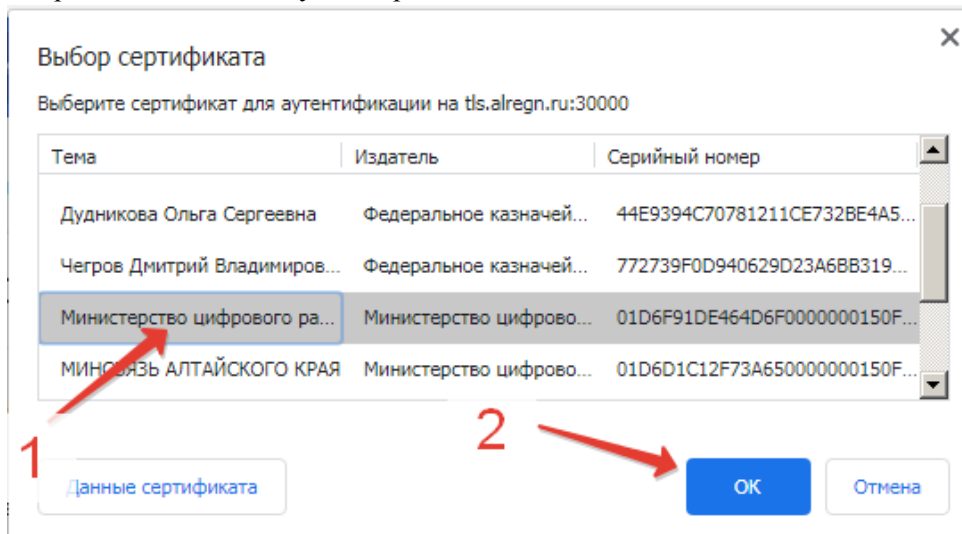 Выбор сертификата
Выберите сертификат для аутентификации на tls.alregn.ru:30000
Тема Издатель Серийный номер
Дудникова Ольга Сергеевна Федеральное казначей... 44E9394C70781211CE732BE4A5...
Чегров Дмитрий Владимиров... Федеральное казначей... 772739F0D940629D23A6BB319...
Министерство цифрового ра... Министерство цифрово... 01D6F91DE464D6F0000000150F...
МИНСВЯЗЬ АЛТАЙСКОГО КРАЯ Министерство цифрово... 01D6D1C12F73A650000000150F...
1
2
Данные сертификата ОК Отмена